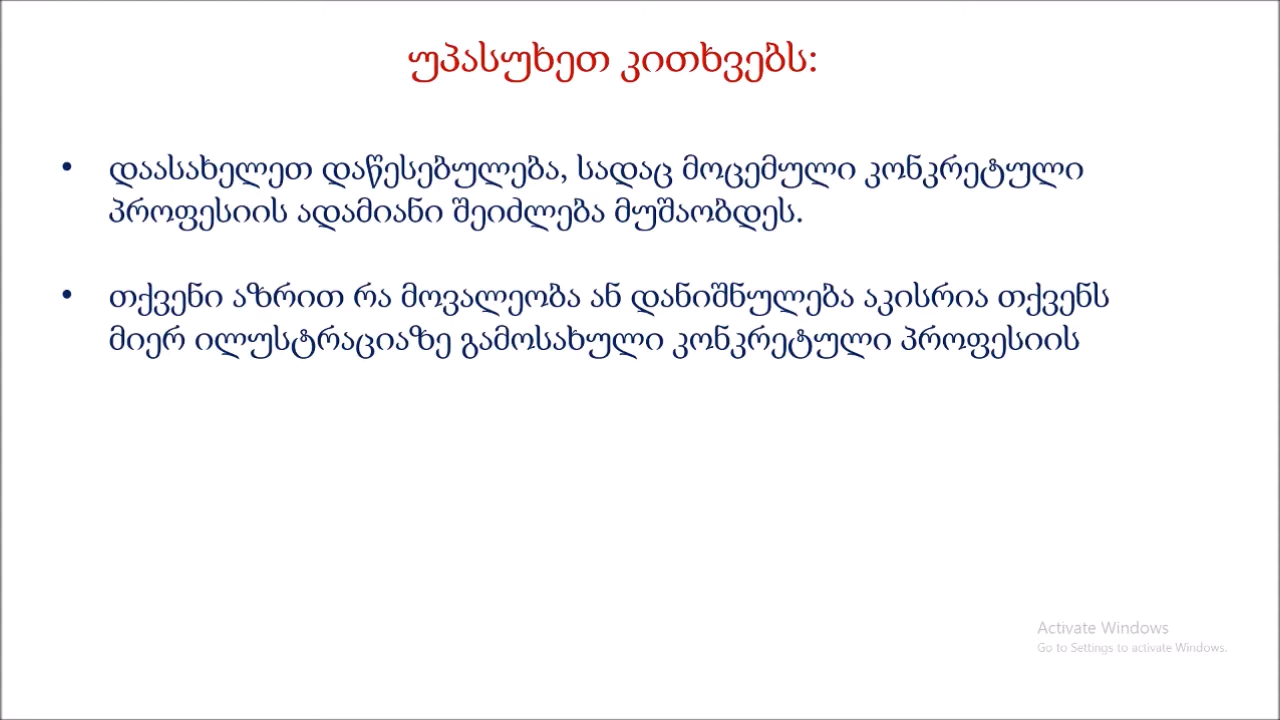 უპასუხეთ კითხვებს:
• დაასახელეთ დაწესებულება, სადაც მოცემული კონკრეტული
პროფესიის ადამიანი შეიძლება მუშაობდეს.
• თქვენი აზრით რა მოვალეობა ან დანიშნულება აკისრია თქვენს
მიერ ილუსტრაციაზე გამოსახული კონკრეტული პროფესიის
Activate Windows
Go to Settings to activate Windows.